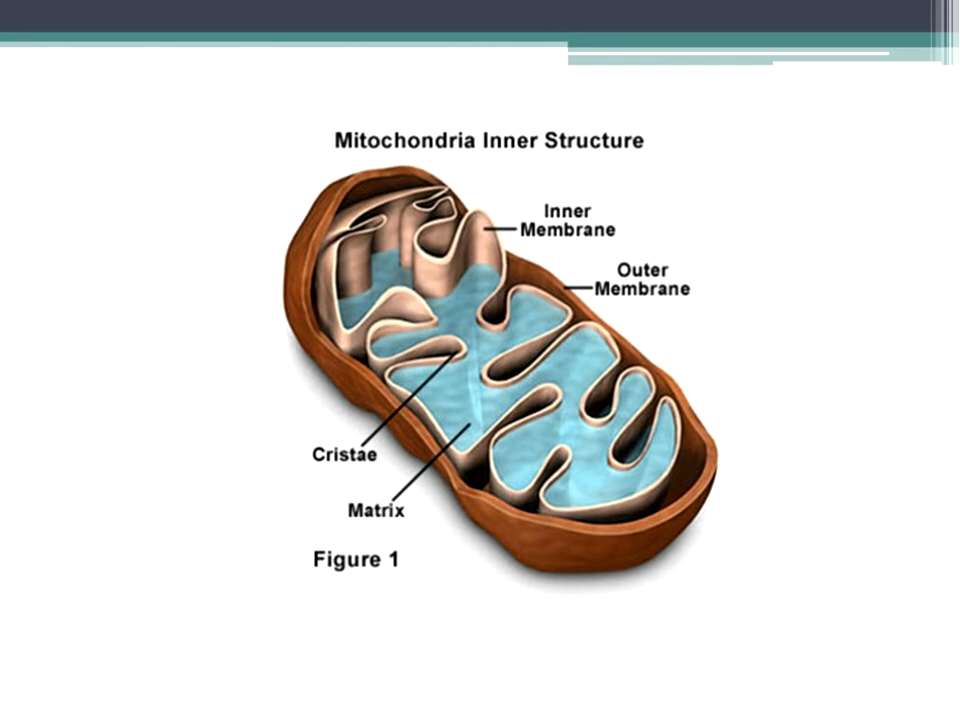 Mitochondria Inner Structure
Inner
Membrane
Outer
Membrane
Cristae
Matrix
Figure 1